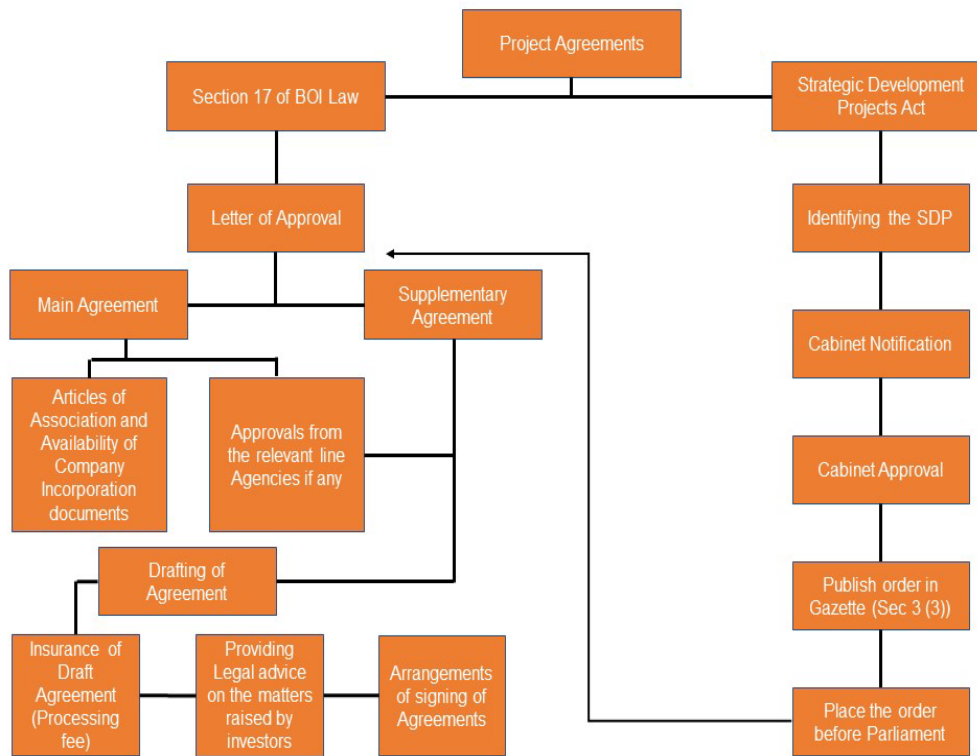 Project Agreements
Section 17 of BOI Law
Strategic Development
Projects Act
Letter of Approval
Identifying the SDP
Main Agreement
Supplementary
Agreement
Cabinet Notification
Articles of
Association and
Availability of
Company
Incorporation
documents
Approvals from
the relevant line
Agencies if any
Cabinet Approval
Drafting of
Agreement
Publish order in
Gazette (Sec 3 (3))
Insurance of
Draft
Agreement
(Processing
fee)
Providing
Legal advice
on the matters
raised by
investors
Arrangements
of signing of
Agreements
Place the order
before Parliament